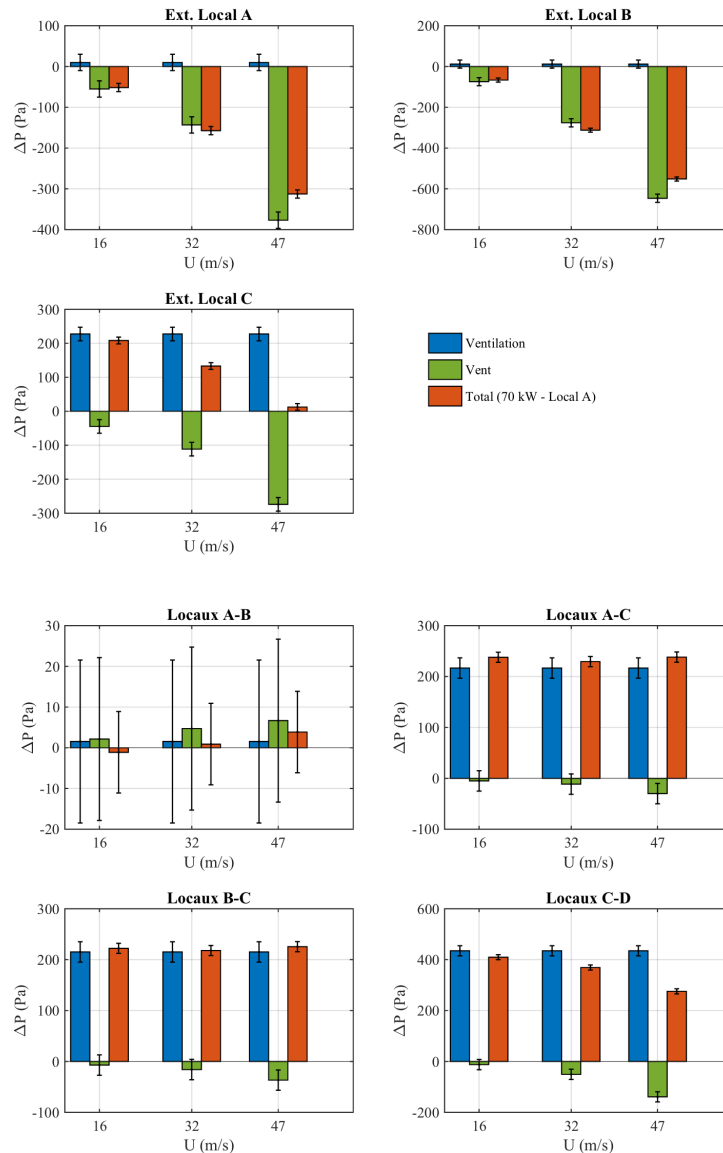 Ext. Local A
100
0
-100
-200
-300
-400
ΔP (Pa)
16 32 47
U (m/s)
Ext. Local B
200
0
-200
-400
-600
-800
ΔP (Pa)
16 32 47
U (m/s)
Ext. Local C
300
200
100
0
-100
-200
-300
ΔP (Pa)
16 32 47
U (m/s)
Ventilation
Vent
Total (70 kW - Local A)
Locaux A-B
30
20
10
0
-10
-20
ΔP (Pa)
16 32 47
U (m/s)
Locaux A-C
300
200
100
0
-100
ΔP (Pa)
16 32 47
U (m/s)
Locaux B-C
300
200
100
0
-100
ΔP (Pa)
16 32 47
U (m/s)
Locaux C-D
600
400
200
0
-200
ΔP (Pa)
16 32 47
U (m/s)